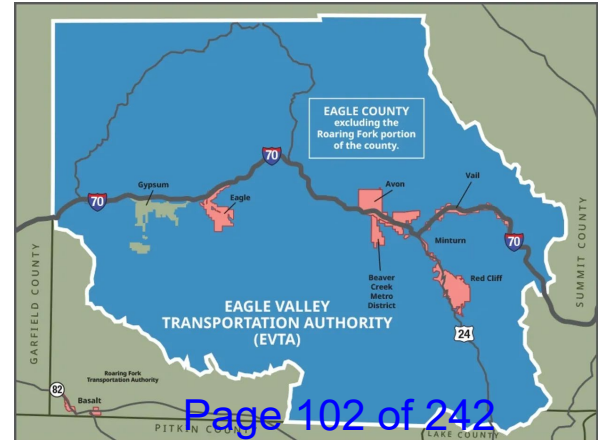 EAGLE COUNTY
excluding the
Roaring Fork portion
of the county.
70
Gypsum
Eagle
70
Avon
Vail
Minturn
70
Beaver
Creek
Metro
District
Red Cliff
24
EAGLE VALLEY
TRANSPORTATION AUTHORITY
(EVTA)
GARFIELD COUNTY
SUMMIT COUNTY
Roaring Fork
Transportation Authority
82
Basalt
PITKIN COUNTY
LAKE COUNTY
Page 102 of 242